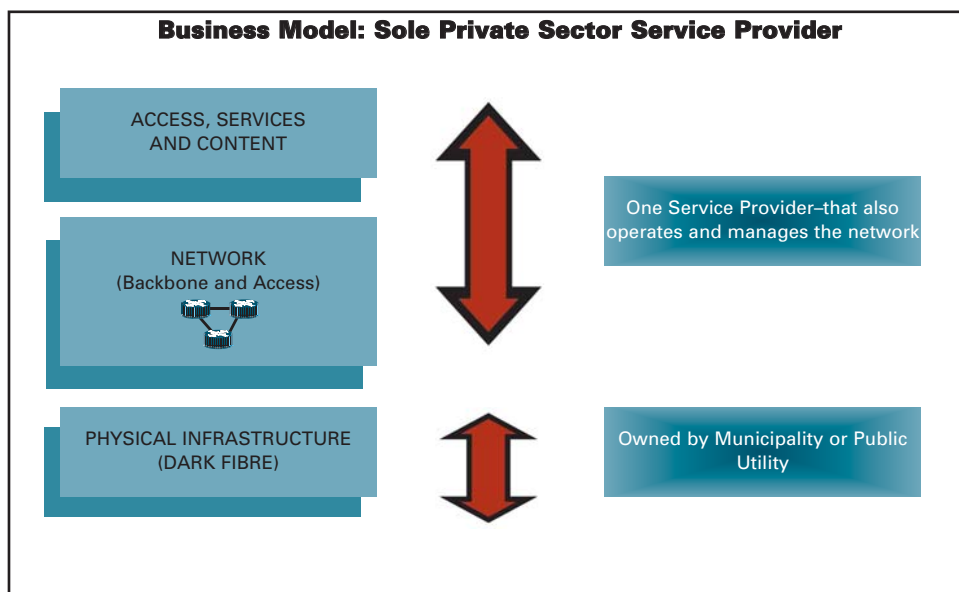 Business Model: Sole Private Sector Service Provider
ACCESS, SERVICES
AND CONTENT
One Service Provider–that also
operates and manages the network
NETWORK
(Backbone and Access)
PHYSICAL INFRASTRUCTURE
(DARK FIBRE)
Owned by Municipality or Public
Utility